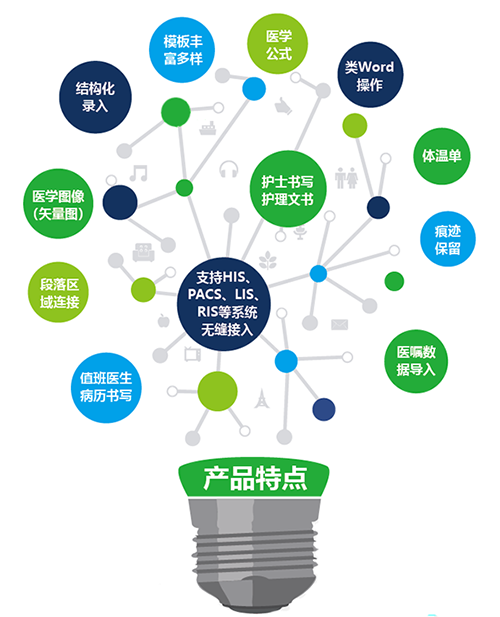 模板丰
富多样
医学
公式
类Word
操作
结构化
录入
体温单
护士书写
护理文书
医学图像
(矢量图)
痕迹
保留
段落区
域连接
支持HIS、
PACS、LIS、
RIS等系统
无缝接入
医嘱数
据导入
值班医生
病历书写
产品特点